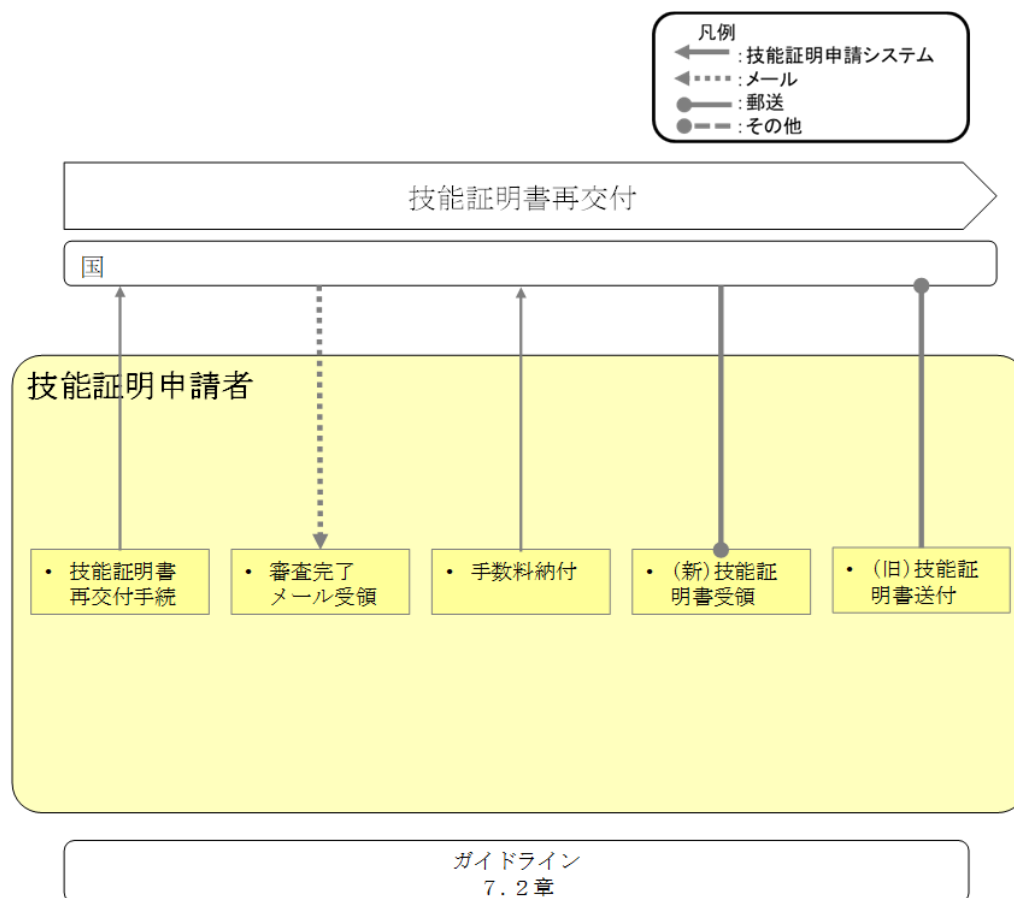 凡例
:技能証明申請システム
:メール
:郵送
:その他
技能証明書再交付
国
技能証明申請者
• 技能証明書
再交付手続
• 審査完了
メール受領
• 手数料納付
• (新)技能証
明書受領
• (旧)技能証
明書送付
ガイドライン
７.２章